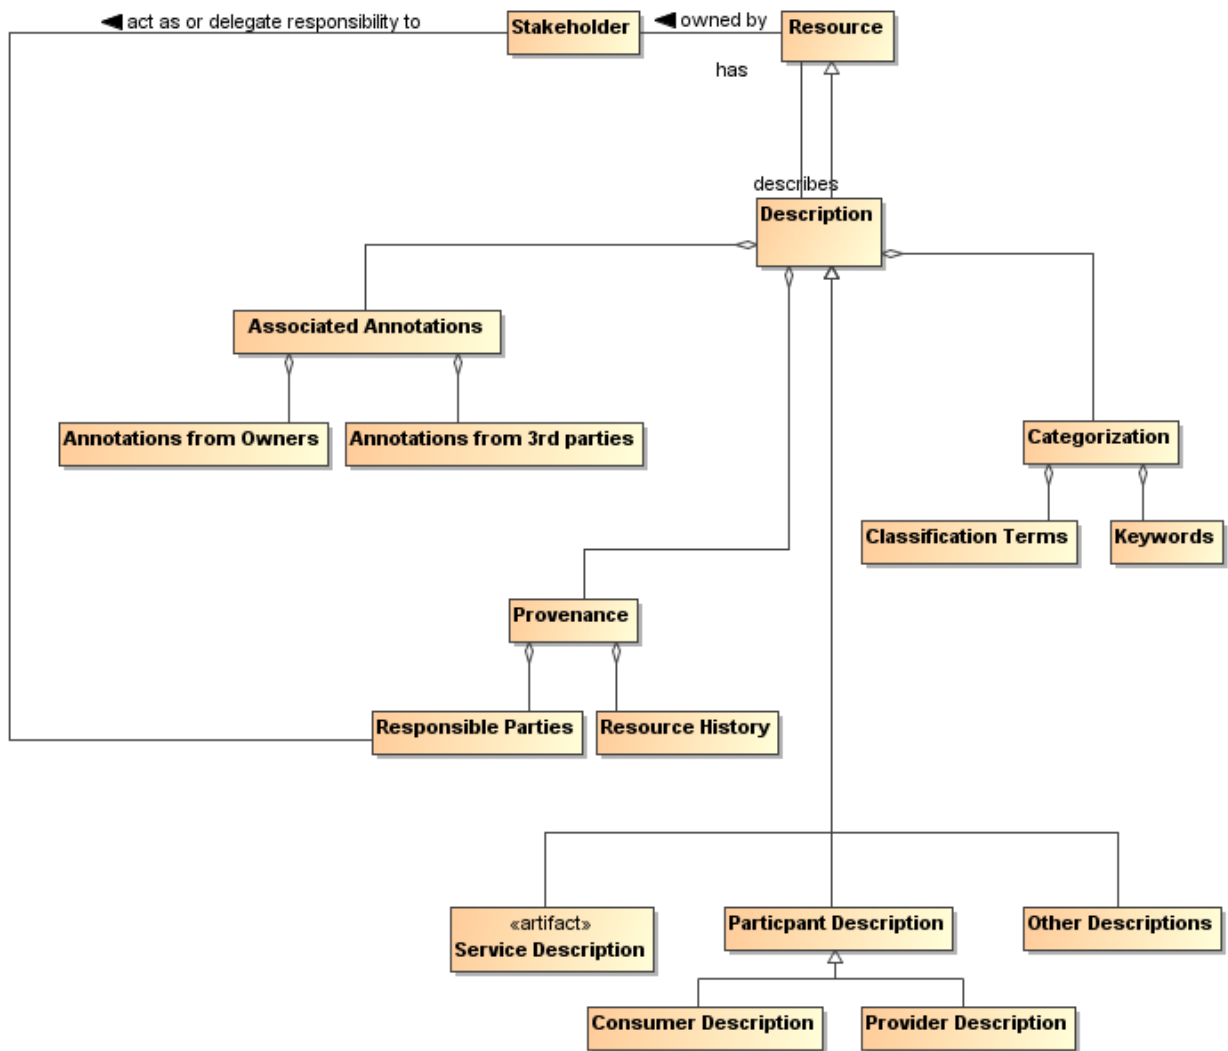 act as or delegate responsibility to
Stakeholder
owned by
Resource
has
describes
Description
Associated Annotations
Annotations from Owners
Annotations from 3rd parties
Categorization
Classification Terms
Keywords
Provenance
Responsible Parties
Resource History
«artifact»
Service Description
Particpant Description
Other Descriptions
Consumer Description
Provider Description